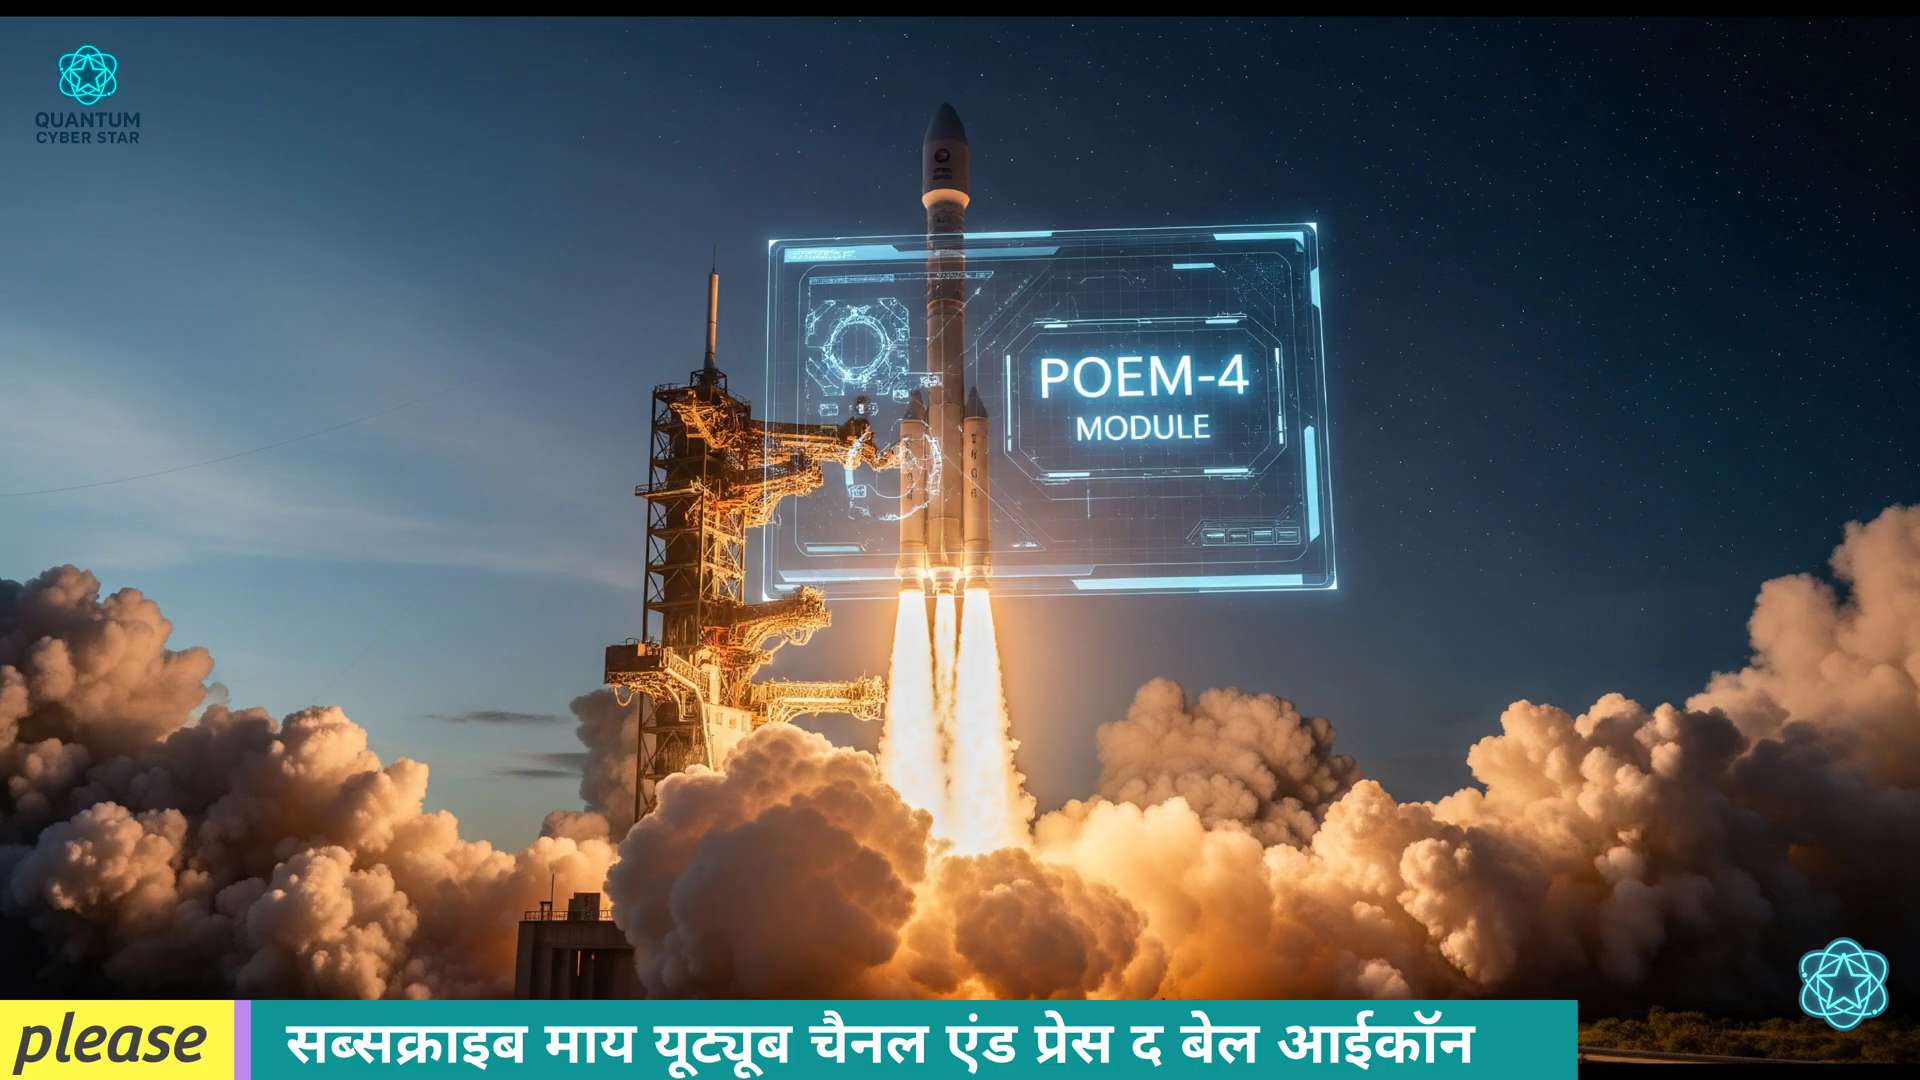 QUANTUM
CYBER STAR
POEM-4
MODULE
please
सब्सक्राइब माय यूट्यूब चैनल एंड प्रेस द बेल आईकॉन